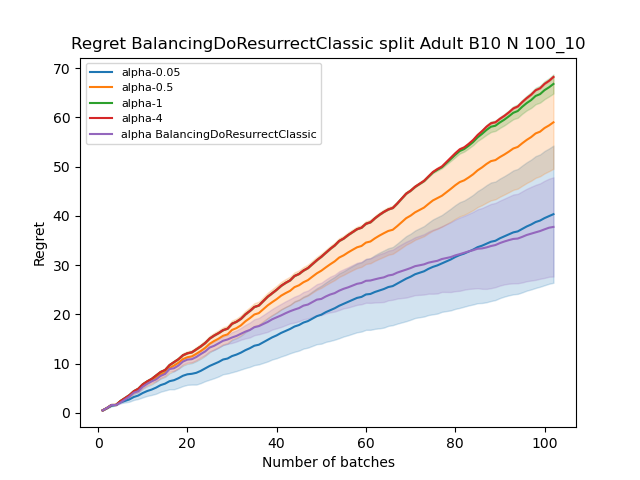 Regret BalancingDoResurrectClassic split Adult B10 N 100_10
70
60
50
40
30
20
10
0
Regret
alpha-0.05
alpha-0.5
alpha-1
alpha-4
alpha BalancingDoResurrectClassic
0 20 40 60 80 100
Number of batches